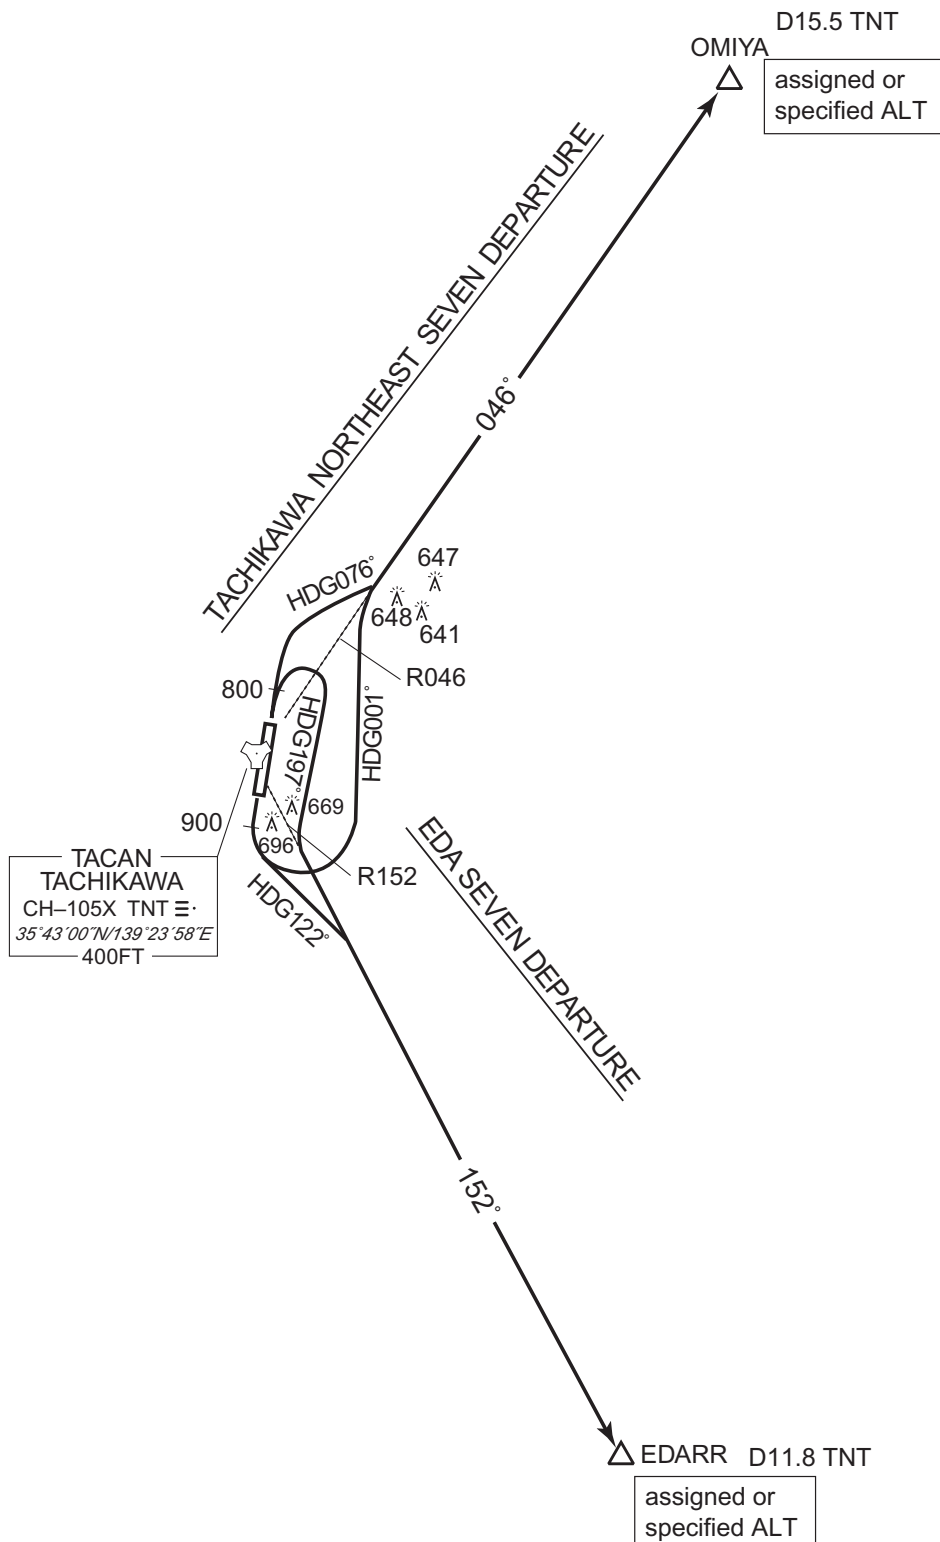 D15.5 TNT
OMIYA
assigned or
specified ALT
TACHIKAWA NORTHEAST SEVEN DEPARTURE
046°
HDG076°
647
648
641
R046
800
HDG197°
HDG001°
669
900
696
R152
TACAN
TACHIKAWA
CH–105X TNT
35°43′00″N/139°23′58″E
400FT
HDG122°
EDA SEVEN DEPARTURE
152°
EDARR D11.8 TNT
assigned or
specified ALT